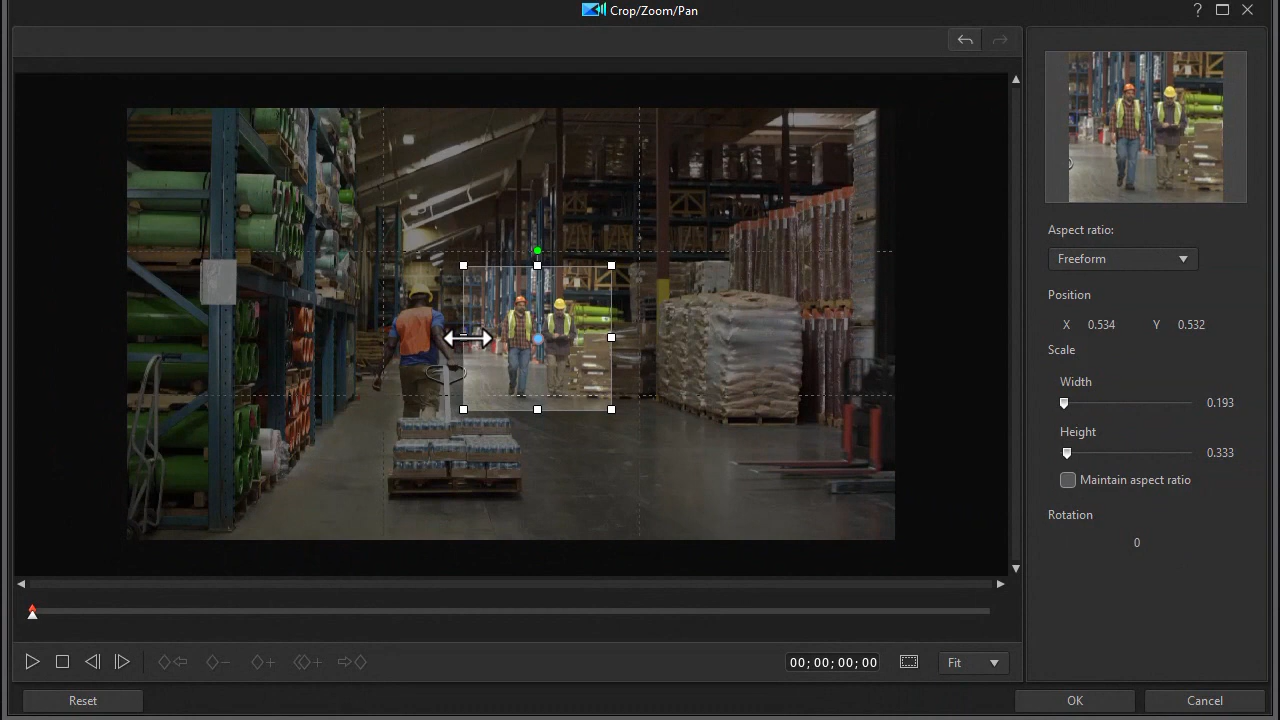 Crop/Zoom/Pan
?
Aspect ratio:
Freeform
Position
X 0.534 Y 0.532
Scale
Width
0.193
Height
0.333
Maintain aspect ratio
Rotation
0
00;00;00;00
Fit
Reset
OK
Cancel